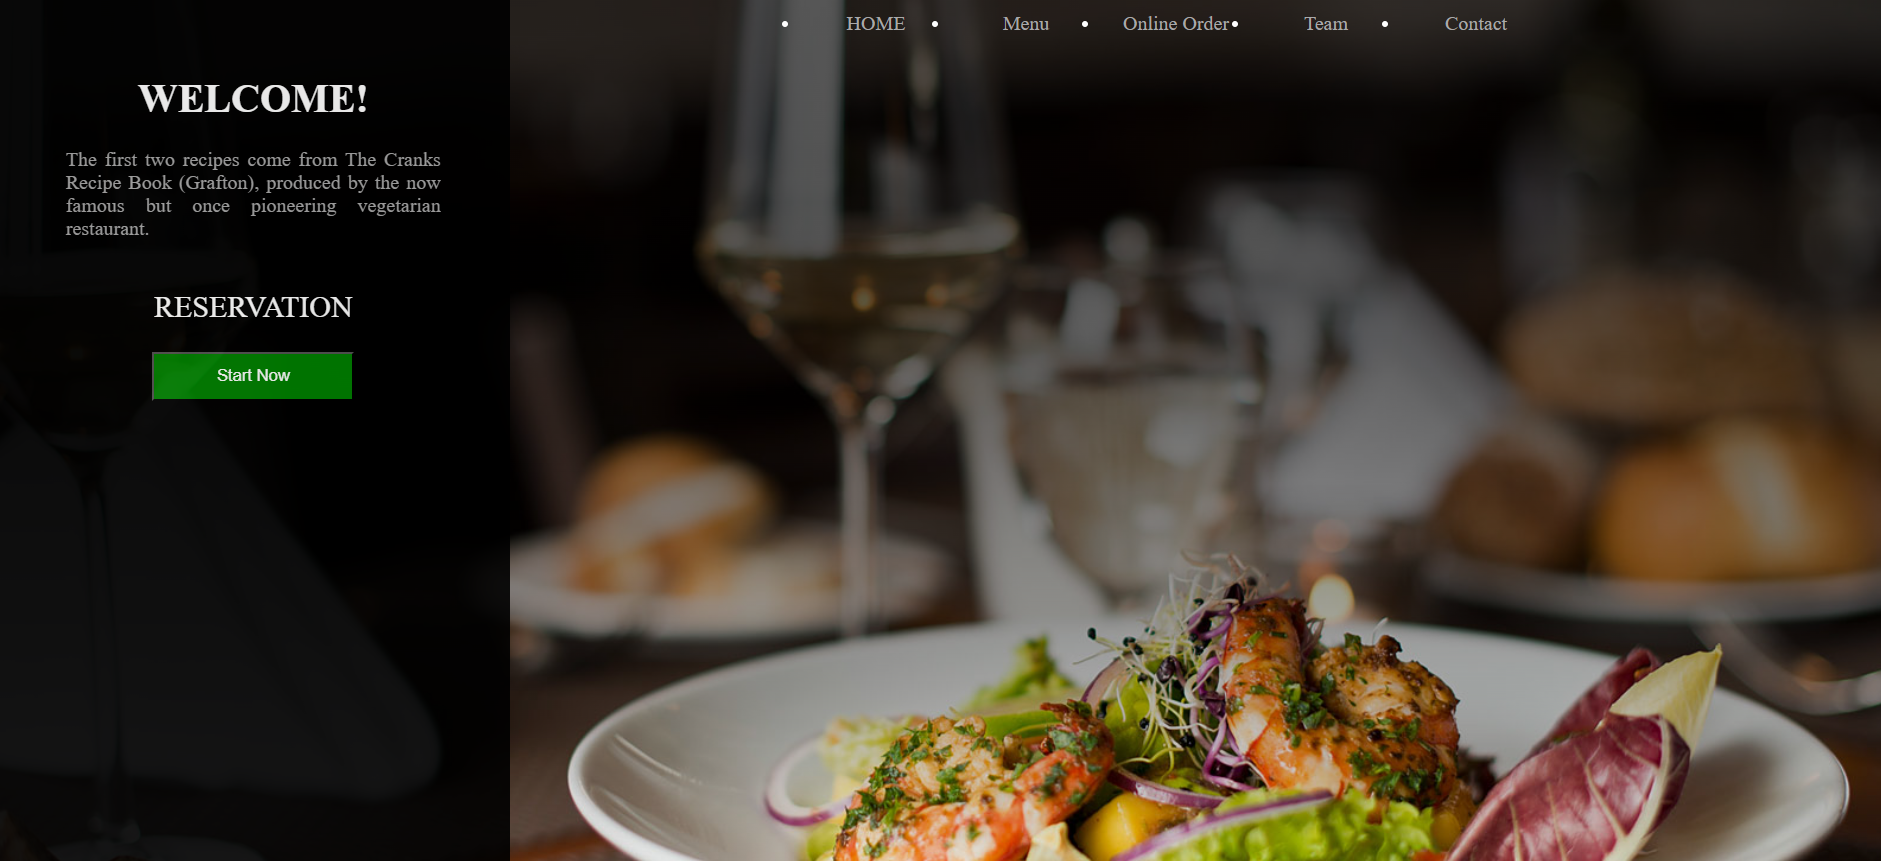 • HOME • Menu • Online Order • Team • Contact
WELCOME!
The first two recipes come from The Cranks
Recipe Book (Grafton), produced by the now
famous but once pioneering vegetarian
restaurant.
RESERVATION
Start Now